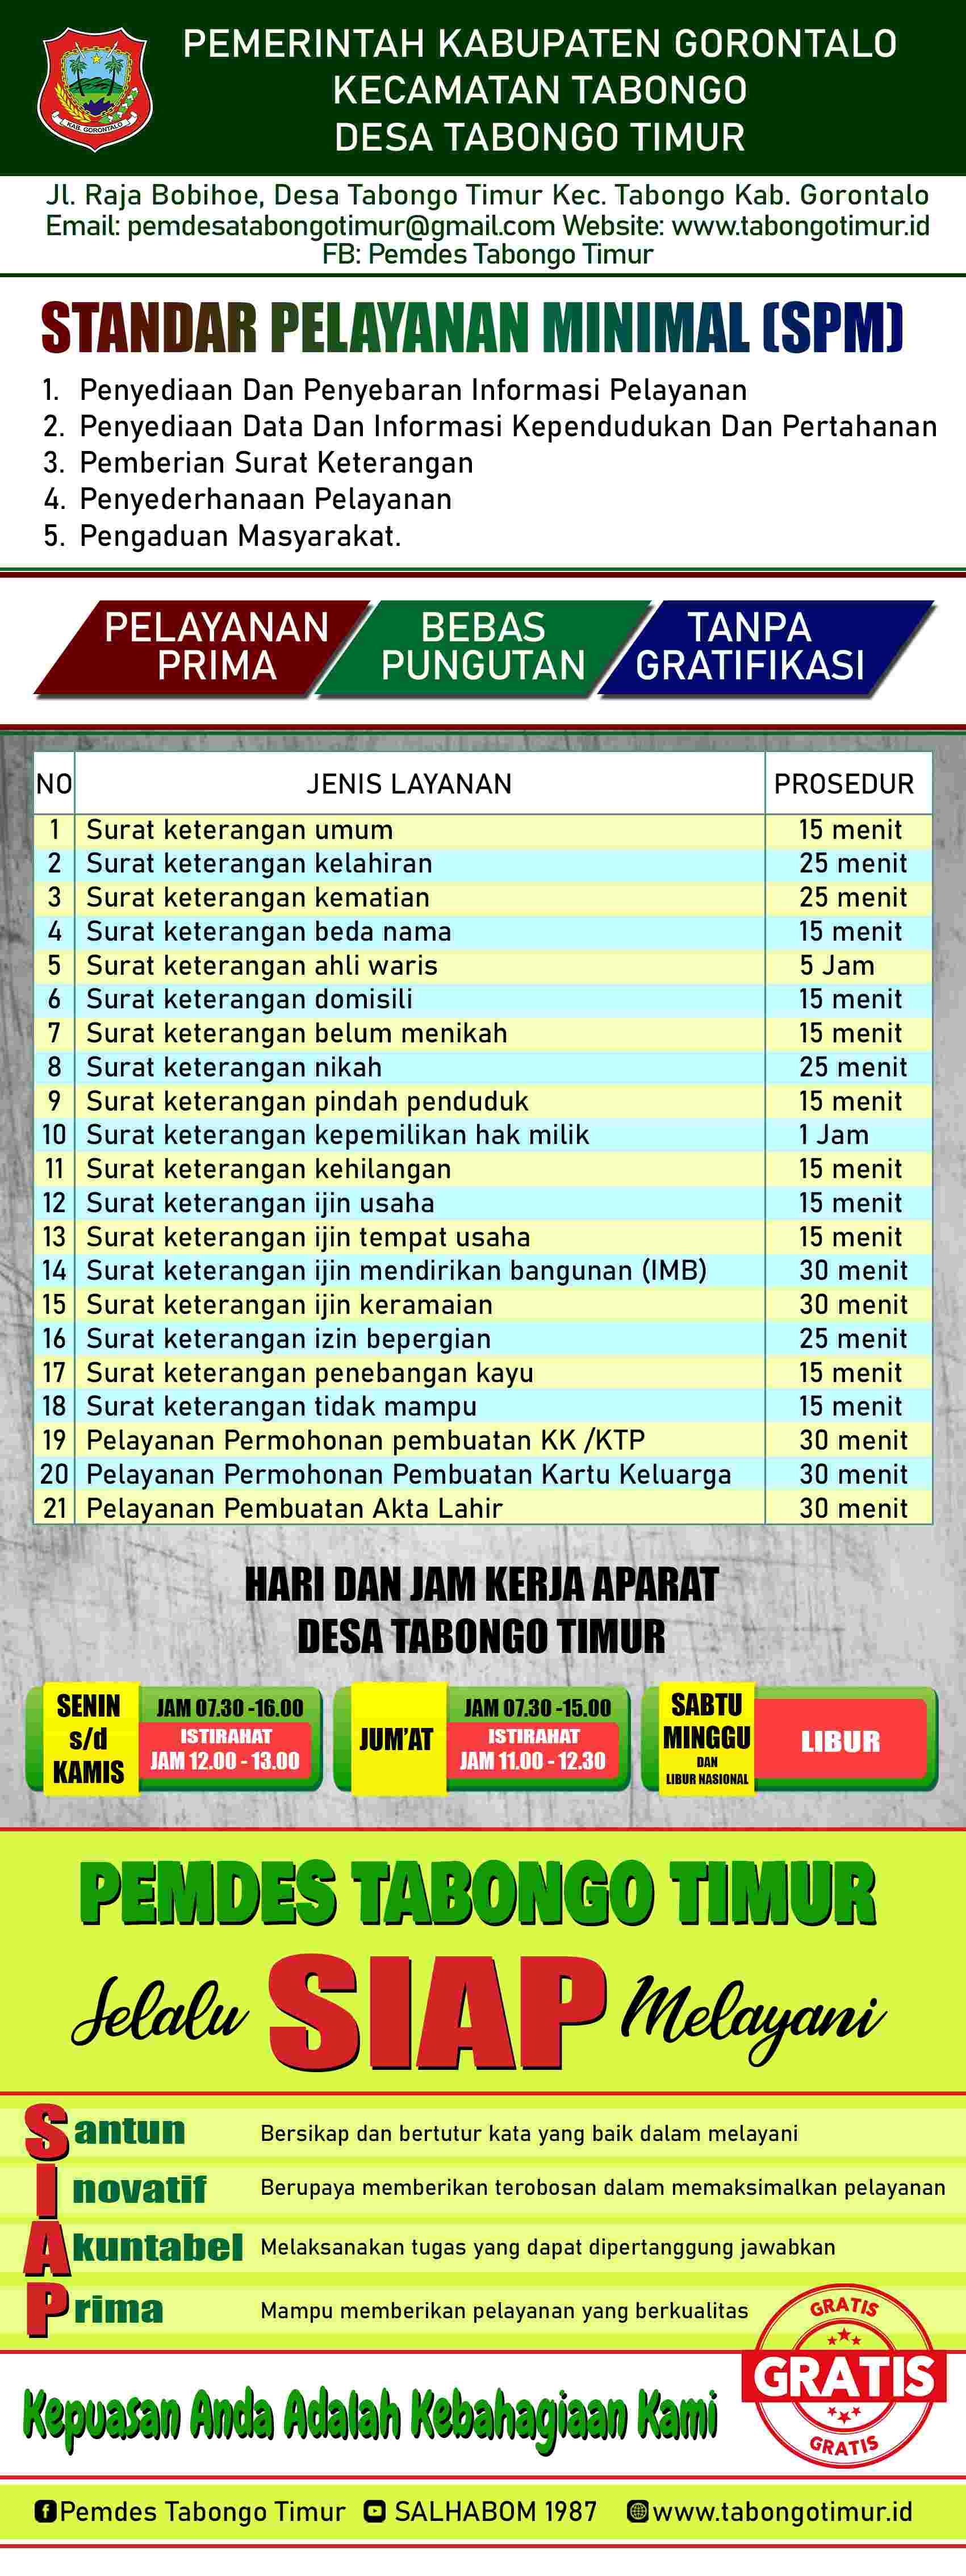 KAB. GORONTALO
PEMERINTAH KABUPATEN GORONTALO
KECAMATAN TABONGO
DESA TABONGO TIMUR
Jl. Raja Bobihoe, Desa Tabongo Timur Kec. Tabongo Kab. Gorontalo
Email: pemdesatabongotimur@gmail.com Website: www.tabongotimur.id
FB: Pemdes Tabongo Timur
STANDAR PELAYANAN MINIMAL (SPM)
1. Penyediaan Dan Penyebaran Informasi Pelayanan
2. Penyediaan Data Dan Informasi Kependudukan Dan Pertahanan
3. Pemberian Surat Keterangan
4. Penyederhanaan Pelayanan
5. Pengaduan Masyarakat.
PELAYANAN
PRIMA
BEBAS
PUNGUTAN
TANPA
GRATIFIKASI
NO JENIS LAYANAN PROSEDUR
1 Surat keterangan umum 15 menit
2 Surat keterangan kelahiran 25 menit
3 Surat keterangan kematian 25 menit
4 Surat keterangan beda nama 15 menit
5 Surat keterangan ahli waris 5 Jam
6 Surat keterangan domisili 15 menit
7 Surat keterangan belum menikah 15 menit
8 Surat keterangan nikah 25 menit
9 Surat keterangan pindah penduduk 15 menit
10 Surat keterangan kepemilikan hak milik 1 Jam
11 Surat keterangan kehilangan 15 menit
12 Surat keterangan ijin usaha 15 menit
13 Surat keterangan ijin tempat usaha 15 menit
14 Surat keterangan ijin mendirikan bangunan (IMB) 30 menit
15 Surat keterangan ijin keramaian 30 menit
16 Surat keterangan izin bepergian 25 menit
17 Surat keterangan penebangan kayu 15 menit
18 Surat keterangan tidak mampu 15 menit
19 Pelayanan Permohonan pembuatan KK /KTP 30 menit
20 Pelayanan Permohonan Pembuatan Kartu Keluarga 30 menit
21 Pelayanan Pembuatan Akta Lahir 30 menit
HARI DAN JAM KERJA APARAT
DESA TABONGO TIMUR
SENIN
s/d
KAMIS
JAM 07.30 -16.00
ISTIRAHAT
JAM 12.00 - 13.00
JUM'AT
JAM 07.30 -15.00
ISTIRAHAT
JAM 11.00 - 12.30
SABTU
MINGGU
DAN
LIBUR NASIONAL
LIBUR
PEMDES TABONGO TIMUR
Selalu SIAP Melayani
Santun Bersikap dan bertutur kata yang baik dalam melayani
Inovatif Berupaya memberikan terobosan dalam memaksimalkan pelayanan
Akuntabel Melaksanakan tugas yang dapat dipertanggung jawabkan
Prima Mampu memberikan pelayanan yang berkualitas
GRATIS
GRATIS
GRATIS
Kepuasan Anda Adalah Kebahagiaan Kami
Pemdes Tabongo Timur SALHABOM 1987 www.tabongotimur.id